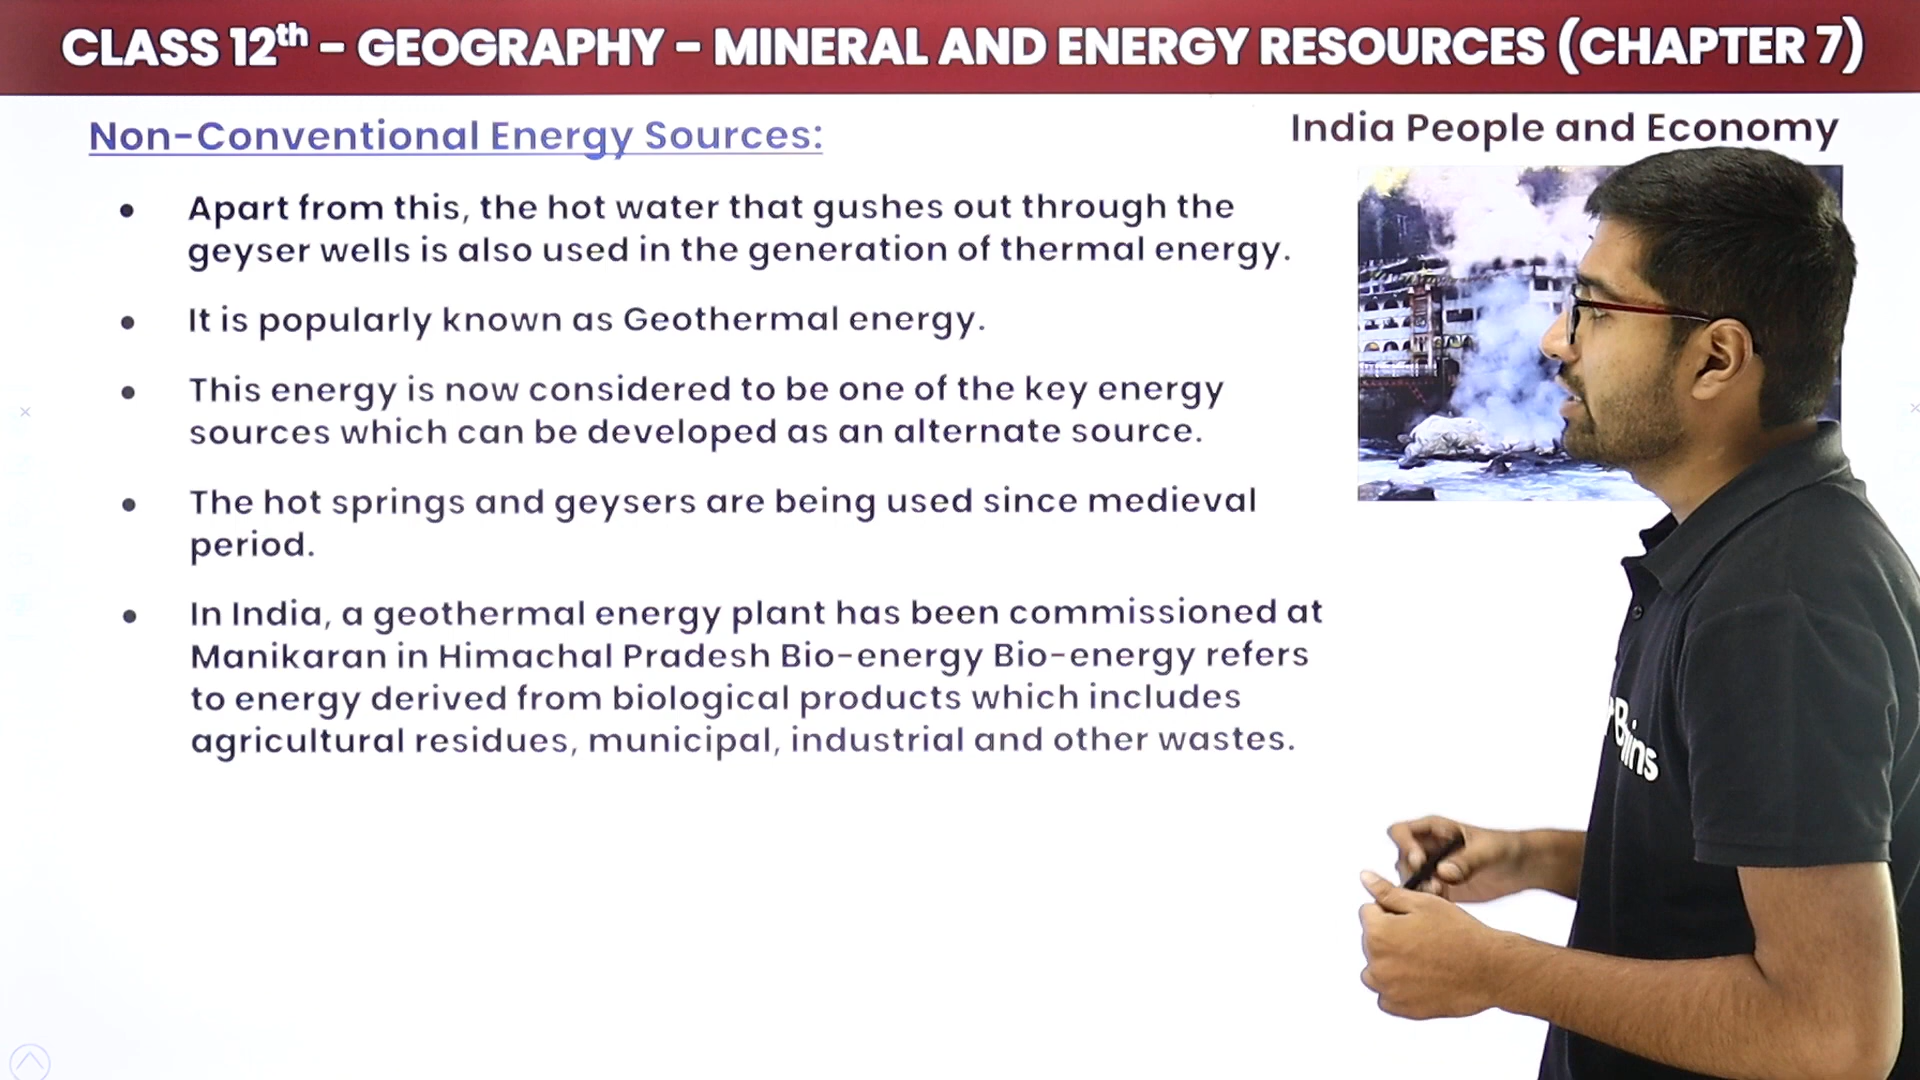 CLASS 12th – GEOGRAPHY – MINERAL AND ENERGY RESOURCES (CHAPTER 7)
India People and Economy
Non-Conventional Energy Sources:
• Apart from this, the hot water that gushes out through the
geyser wells is also used in the generation of thermal energy.
• It is popularly known as Geothermal energy.
• This energy is now considered to be one of the key energy
sources which can be developed as an alternate source.
• The hot springs and geysers are being used since medieval
period.
• In India, a geothermal energy plant has been commissioned at
Manikaran in Himachal Pradesh Bio-energy Bio-energy refers
to energy derived from biological products which includes
agricultural residues, municipal, industrial and other wastes.